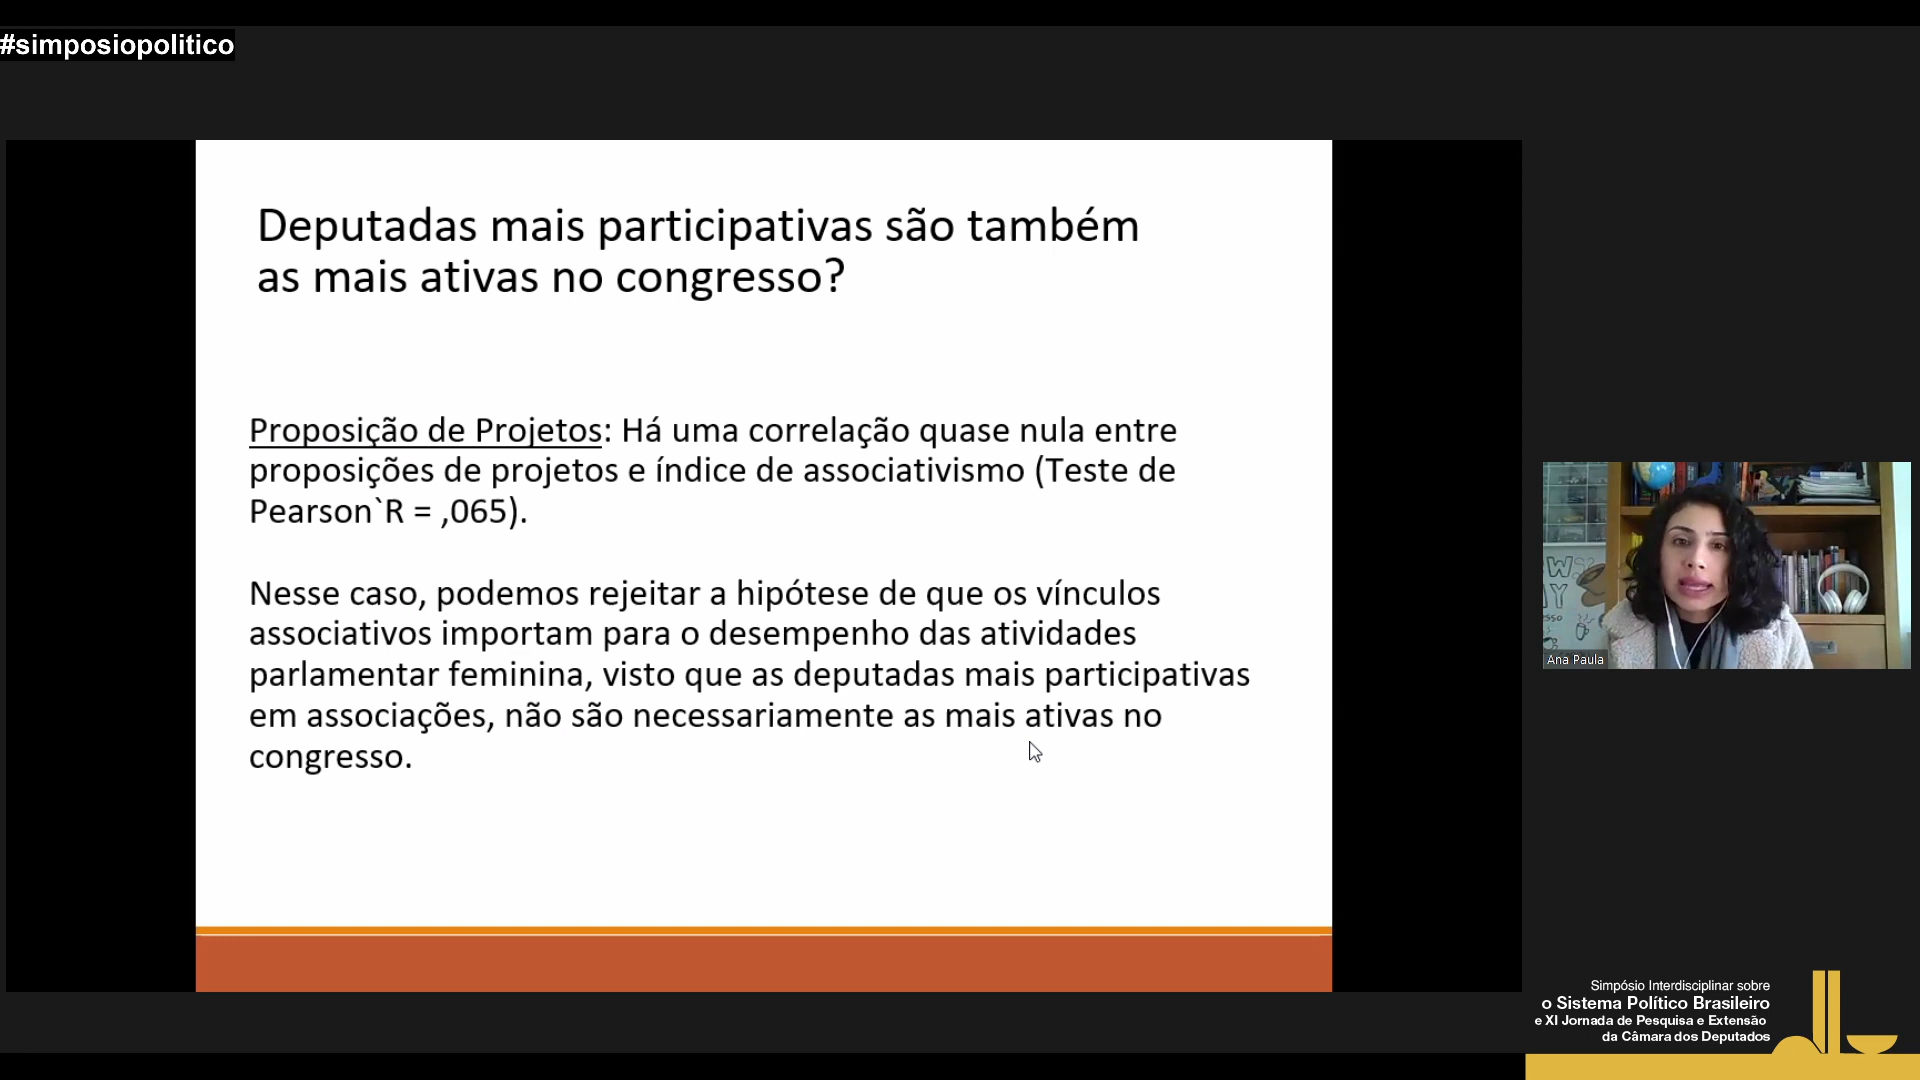 #simposiopolitico
Deputadas mais participativas são também
as mais ativas no congresso?
Proposição de Projetos: Há uma correlação quase nula entre
proposições de projetos e índice de associativismo (Teste de
Pearson`R = ,065).
Nesse caso, podemos rejeitar a hipótese de que os vínculos
associativos importam para o desempenho das atividades
parlamentar feminina, visto que as deputadas mais participativas
em associações, não são necessariamente as mais ativas no
congresso.
Ana Paula
Simpósio Interdisciplinar sobre
o Sistema Político Brasileiro
e XI Jornada de Pesquisa e Extensão
da Câmara dos Deputados